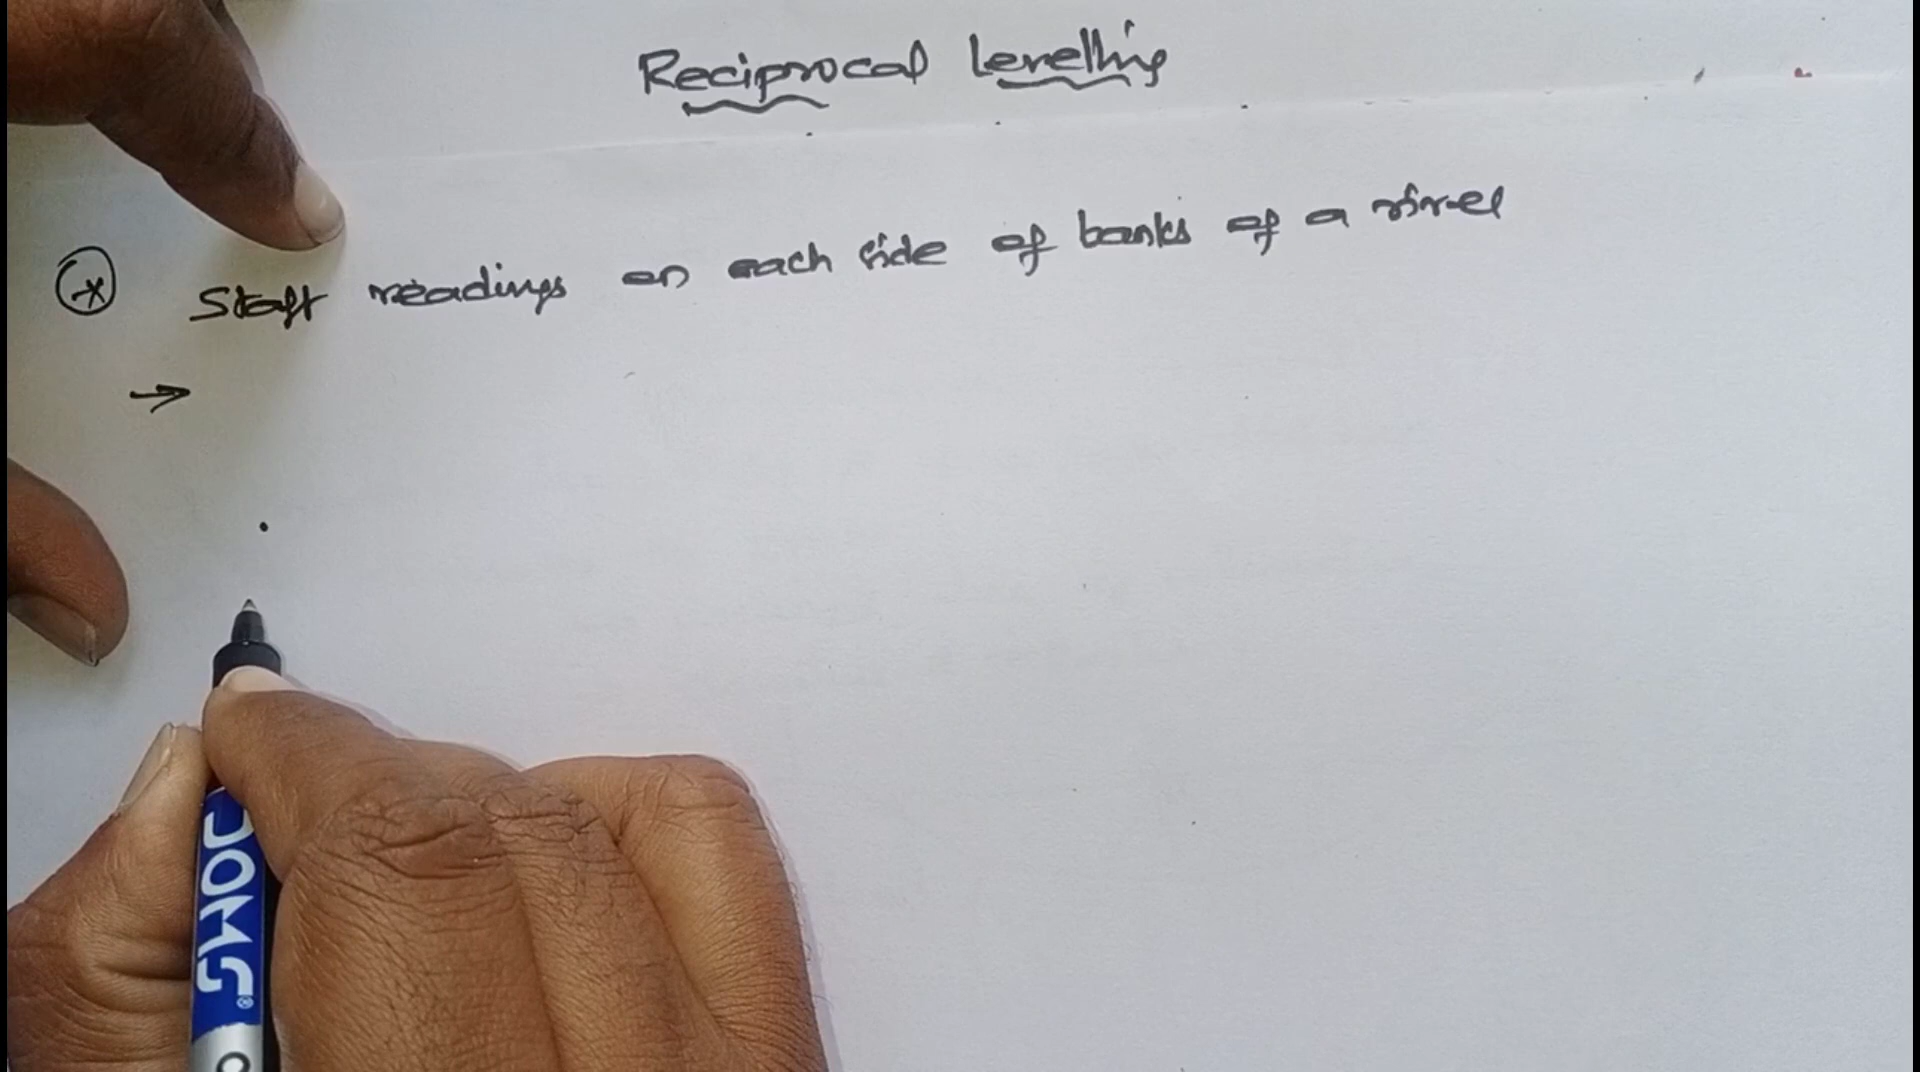 Reciprocal Levelling
* Staff readings on each side of banks of a river
→
DOMS